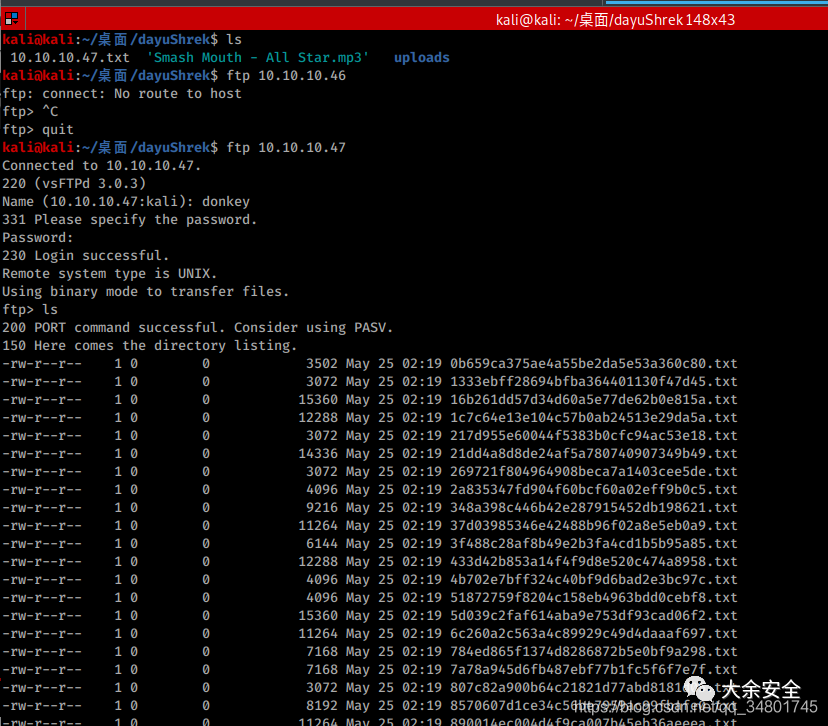 kali@kali: ~/桌面/dayuShrek 148x43
kali@kali:~/桌面/dayuShrek$ ls
10.10.10.47.txt 'Smash Mouth - All Star.mp3' uploads
kali@kali:~/桌面/dayuShrek$ ftp 10.10.10.46
ftp: connect: No route to host
ftp> ^C
ftp> quit
kali@kali:~/桌面/dayuShrek$ ftp 10.10.10.47
Connected to 10.10.10.47.
220 (vsFTPd 3.0.3)
Name (10.10.10.47:kali): donkey
331 Please specify the password.
Password:
230 Login successful.
Remote system type is UNIX.
Using binary mode to transfer files.
ftp> ls
200 PORT command successful. Consider using PASV.
150 Here comes the directory listing.
-rw-r--r-- 1 0 0 3502 May 25 02:19 0b659ca375ae4a55be2da5e53a360c80.txt
-rw-r--r-- 1 0 0 3072 May 25 02:19 1333ebff28694bfba364401130f47d45.txt
-rw-r--r-- 1 0 0 15360 May 25 02:19 16b261dd57d34d60a5e77de62b0e815a.txt
-rw-r--r-- 1 0 0 12288 May 25 02:19 1c7c64e13e104c57b0ab24513e29da5a.txt
-rw-r--r-- 1 0 0 3072 May 25 02:19 217d955e60044f5383b0cfc94ac53e18.txt
-rw-r--r-- 1 0 0 14336 May 25 02:19 21dd4a8d8de24af5a780740907349b49.txt
-rw-r--r-- 1 0 0 3072 May 25 02:19 269721f804964908beca7a1403cee5de.txt
-rw-r--r-- 1 0 0 4096 May 25 02:19 2a835347fd904f60bcf60a02eff9b0c5.txt
-rw-r--r-- 1 0 0 9216 May 25 02:19 348a398c446b42e287915452db198621.txt
-rw-r--r-- 1 0 0 11264 May 25 02:19 37d03985346e42488b96f02a8e5eb0a9.txt
-rw-r--r-- 1 0 0 6144 May 25 02:19 3f488c28af8b49e2b3fa4cd1b5b95a85.txt
-rw-r--r-- 1 0 0 12288 May 25 02:19 433d42b853a14f4f9d8e520c474a8958.txt
-rw-r--r-- 1 0 0 4096 May 25 02:19 4b702e7bff324c40bf9d6bad2e3bc97c.txt
-rw-r--r-- 1 0 0 4096 May 25 02:19 51872759f8204c158eb4963bdd0cebf8.txt
-rw-r--r-- 1 0 0 15360 May 25 02:19 5d039c2faf614aba9e753df93cad06f2.txt
-rw-r--r-- 1 0 0 11264 May 25 02:19 6c260a2c563a4c89929c49d4daaaf697.txt
-rw-r--r-- 1 0 0 7168 May 25 02:19 784ed865f1374d8286872b5e0bf9a298.txt
-rw-r--r-- 1 0 0 7168 May 25 02:19 7a78a945d6fb487ebf77b1fc5f6f7e7f.txt
-rw-r--r-- 1 0 0 3072 May 25 02:19
-rw-r--r-- 1 0 0 8192 May 25 02:19
-rw-r--r-- 1 0 0 11264 May 25 02:19
大余安全
https://blog.csdn.net/qq_34801745